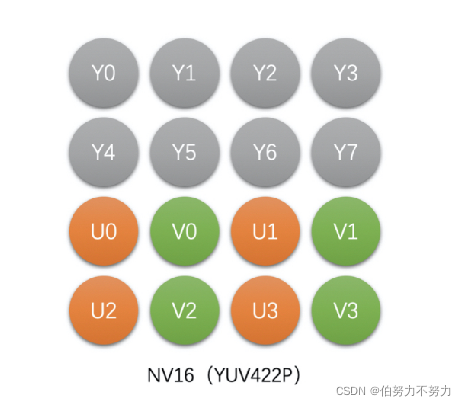 Y0 Y1 Y2 Y3
Y4 Y5 Y6 Y7
U0 V0 U1 V1
U2 V2 U3 V3
NV16（YUV422P）
CSDN @伯努力不努力